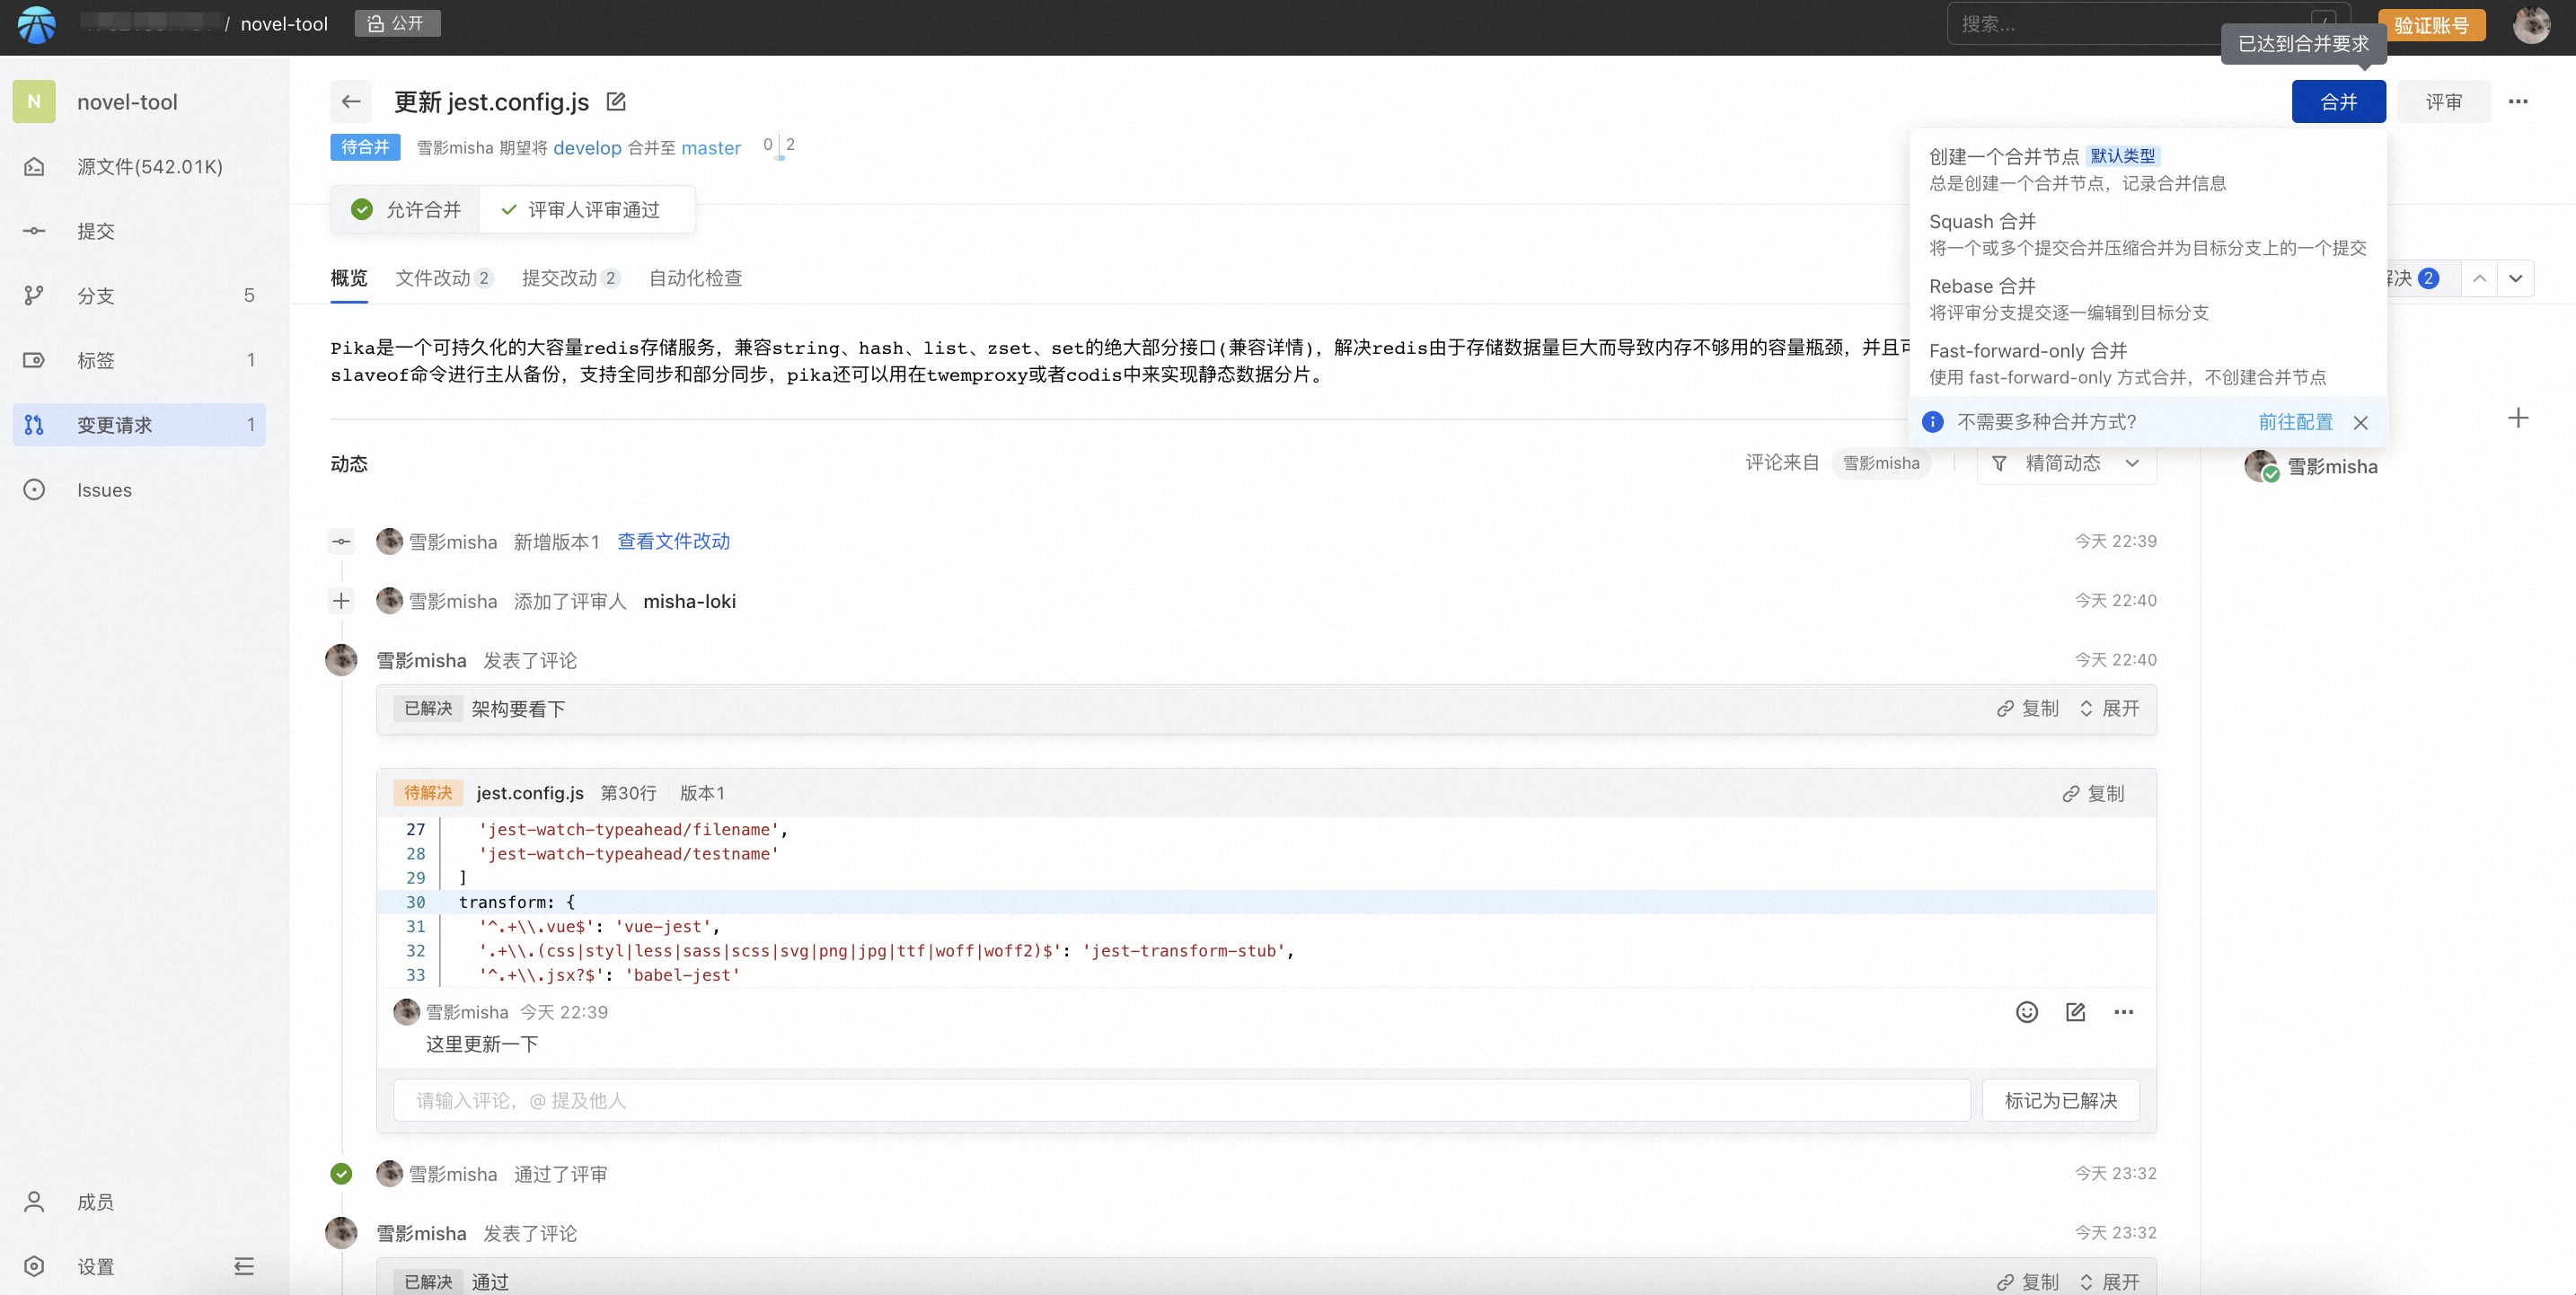 / novel-tool 公开
搜索...
/
验证账号
已达到合并要求
N novel-tool
源文件(542.01K)
提交
分支 5
标签 1
变更请求 1
Issues
成员
设置
更新 jest.config.js
合并 评审
待合并 雪影misha 期望将 develop 合并至 master 0 2
允许合并 评审人评审通过
概览 文件改动 2 提交改动 2 自动化检查
决 2
创建一个合并节点 默认类型
总是创建一个合并节点，记录合并信息
Squash 合并
将一个或多个提交合并压缩合并为目标分支上的一个提交
Rebase 合并
将评审分支提交逐一编辑到目标分支
Fast-forward-only 合并
使用 fast-forward-only 方式合并，不创建合并节点
不需要多种合并方式? 前往配置
Pika是一个可持久化的大容量redis存储服务，兼容string、hash、list、zset、set的绝大部分接口(兼容详情)，解决redis由于存储数据量巨大而导致内存不够用的容量瓶颈，并且可
slaveof命令进行主从备份，支持全同步和部分同步，pika还可以用在twemproxy或者codis中来实现静态数据分片。
动态 评论来自 雪影misha 精简动态
雪影misha
雪影misha 新增版本1 查看文件改动 今天 22:39
雪影misha 添加了评审人 misha-loki 今天 22:40
雪影misha 发表了评论 今天 22:40
已解决 架构要看下 复制 展开
待解决 jest.config.js 第30行 版本1 复制
27 'jest-watch-typeahead/filename',
28 'jest-watch-typeahead/testname'
29 ]
30 transform: {
31 '^.+\\.vue$': 'vue-jest',
32 '.+\\.(css|styl|less|sass|scss|svg|png|jpg|ttf|woff|woff2)$': 'jest-transform-stub',
33 '^.+\\.jsx?$': 'babel-jest'
雪影misha 今天 22:39
这里更新一下
请输入评论，@ 提及他人 标记为已解决
雪影misha 通过了评审 今天 23:32
雪影misha 发表了评论 今天 23:32
已解决 通过 复制 展开